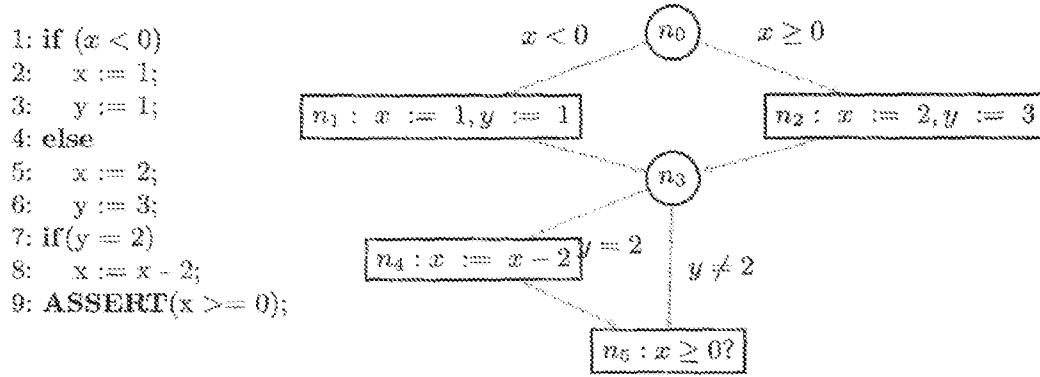 1: if (x < 0)
2: x := 1;
3: y := 1;
4: else
5: x := 2;
6: y := 3;
7: if(y = 2)
8: x := x - 2;
9: ASSERT(x >= 0);
n₀
x < 0
x ≥ 0
n₁ : x := 1, y := 1
n₂ : x := 2, y := 3
n₃
n₄ : x := x − 2
y = 2
y ≠ 2
n₅ : x ≥ 0?